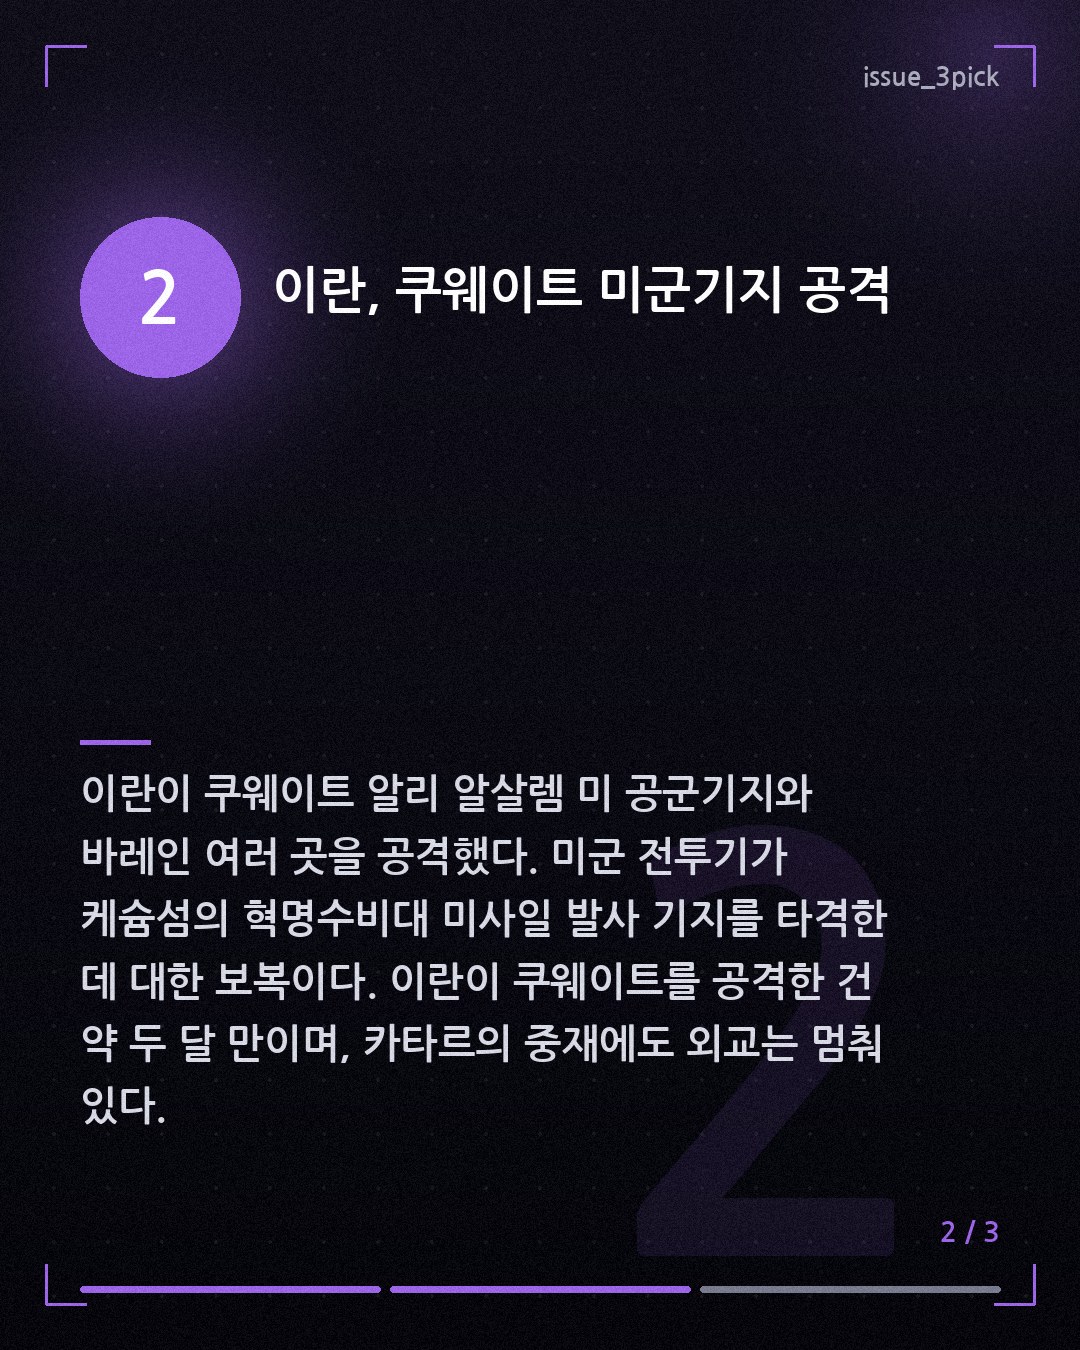 issue_3pick
2
이란, 쿠웨이트 미군기지 공격
이란이 쿠웨이트 알리 알살렘 미 공군기지와
바레인 여러 곳을 공격했다. 미군 전투기가
케슘섬의 혁명수비대 미사일 발사 기지를 타격한
데 대한 보복이다. 이란이 쿠웨이트를 공격한 건
약 두 달 만이며, 카타르의 중재에도 외교는 멈춰
있다.
2
2 / 3